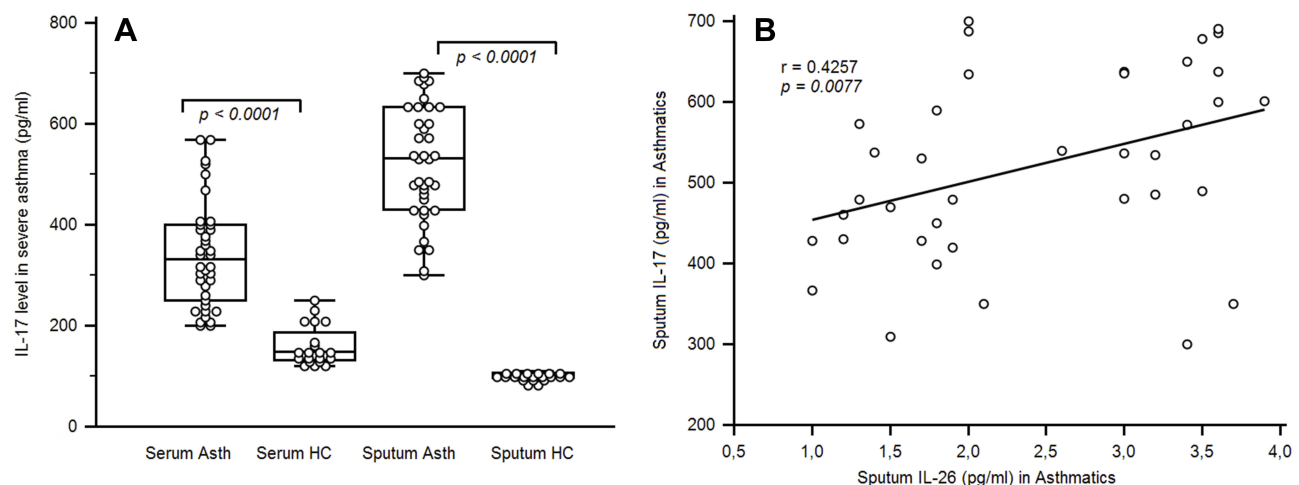 A
IL-17 level in severe asthma (pg/ml)
800
600
400
200
0
p < 0.0001
p < 0.0001
Serum Asth
Serum HC
Sputum Asth
Sputum HC
B
Sputum IL-17 (pg/ml) in Asthmatics
700
600
500
400
300
200
r = 0.4257
p = 0.0077
0,5
1,0
1,5
2,0
2,5
3,0
3,5
4,0
Sputum IL-26 (pg/ml) in Asthmatics